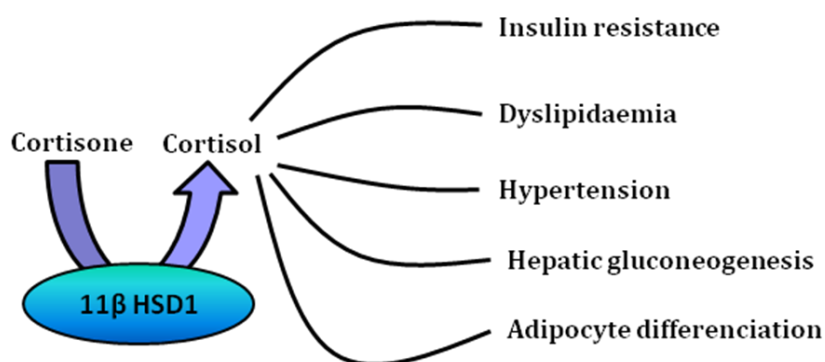 Insulin resistance
Dyslipidaemia
Cortisone Cortisol
Hypertension
Hepatic gluconeogenesis
11β HSD1
Adipocyte differenciation